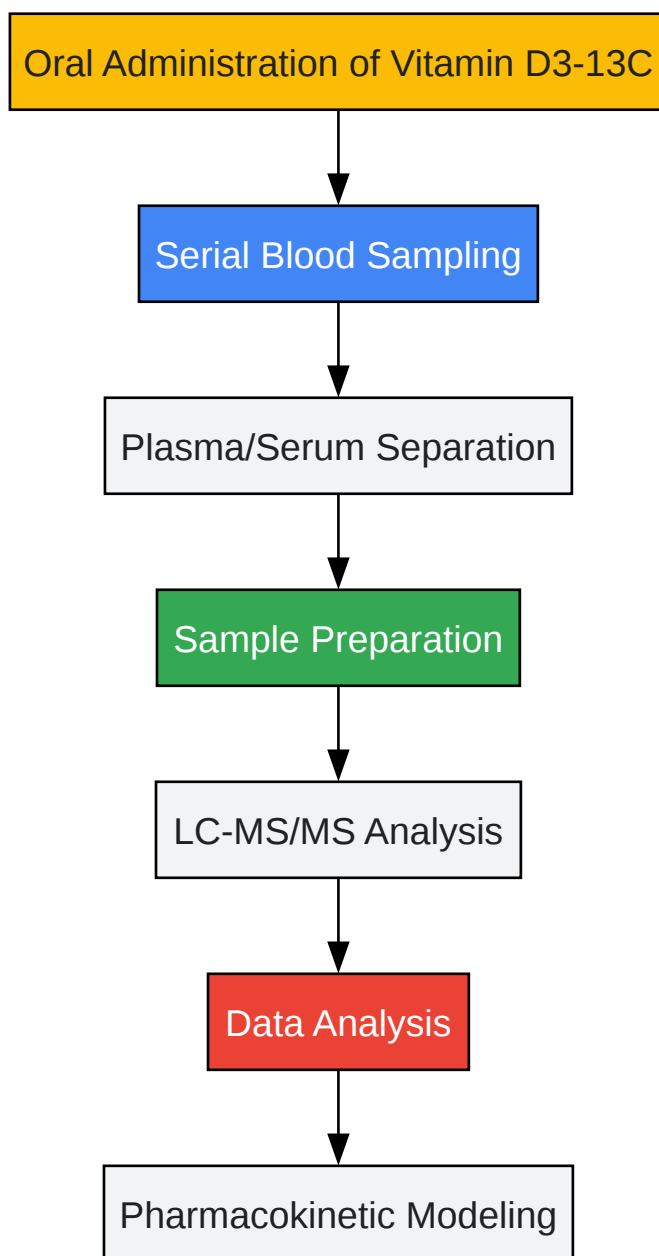 Oral Administration of Vitamin D3-13C
Serial Blood Sampling
Plasma/Serum Separation
Sample Preparation
LC-MS/MS Analysis
Data Analysis
Pharmacokinetic Modeling